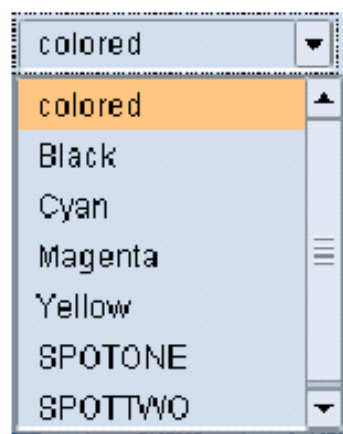 colored
colored
Black
Cyan
Magenta
Yellow
SPOTONE
SPOTTWO